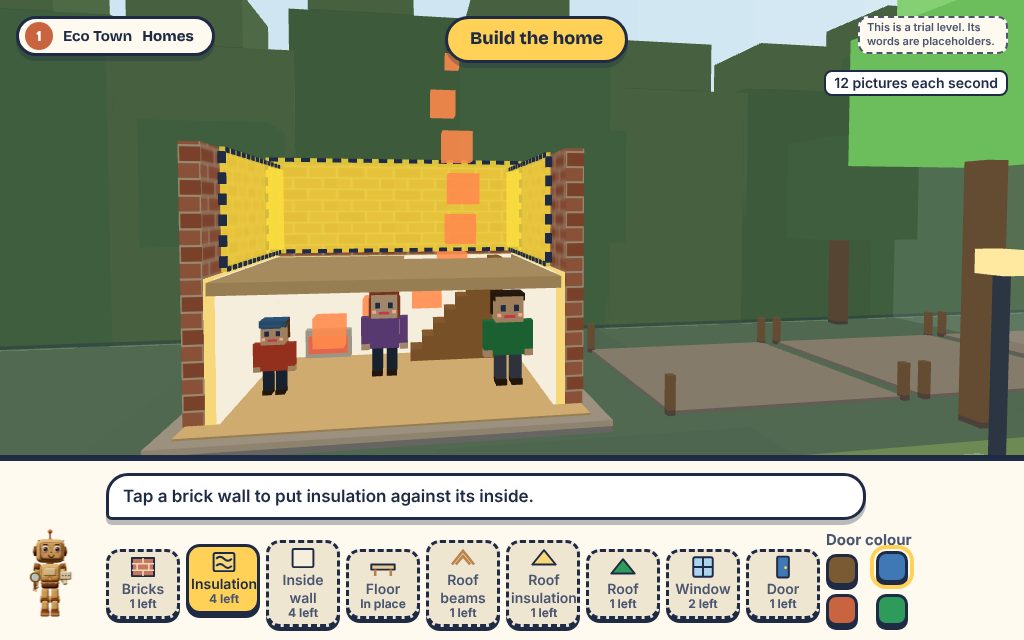 1 Eco Town Homes
Build the home
This is a trial level. Its
words are placeholders.
12 pictures each second
Tap a brick wall to put insulation against its inside.
Bricks
1 left
Insulation
4 left
Inside
wall
4 left
Floor
In place
Roof
beams
1 left
Roof
insulation
1 left
Roof
1 left
Window
2 left
Door
1 left
Door colour